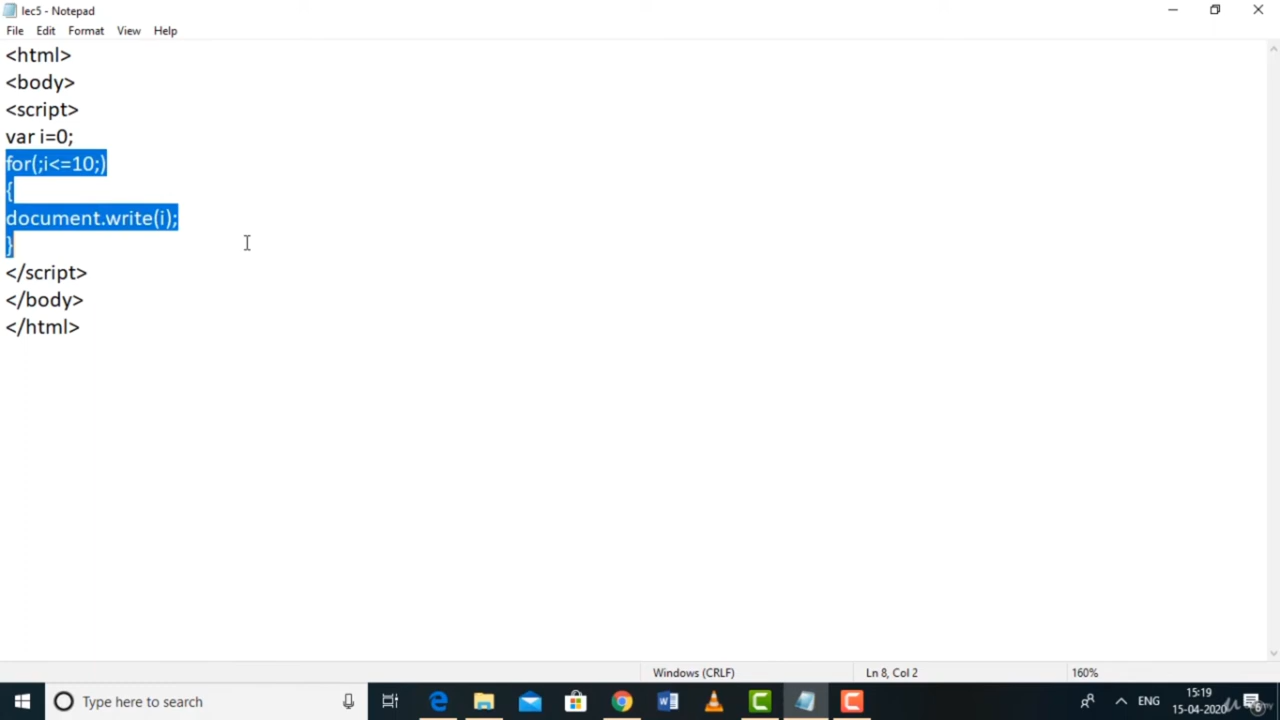 lec5 - Notepad
File Edit Format View Help
<html>
<body>
<script>
var i=0;
for(;i<=10;)
{
document.write(i);
}
</script>
</body>
</html>
Windows (CRLF) Ln 8, Col 2 160%
Type here to search
ENG
15:19
15-04-2020
6